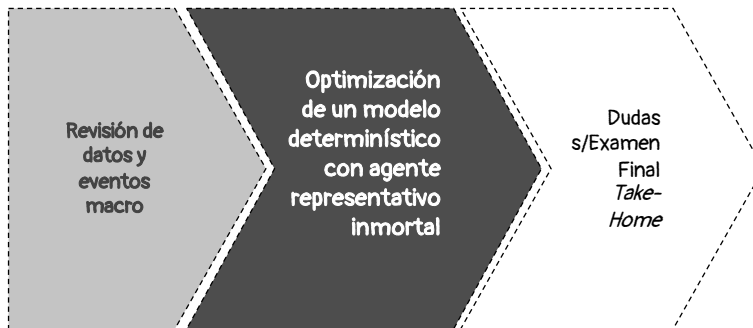 Revisión de
datos y
eventos
macro
Optimización
de un modelo
determinístico
con agente
representativo
inmortal
Dudas
s/Examen
Final
Take-
Home